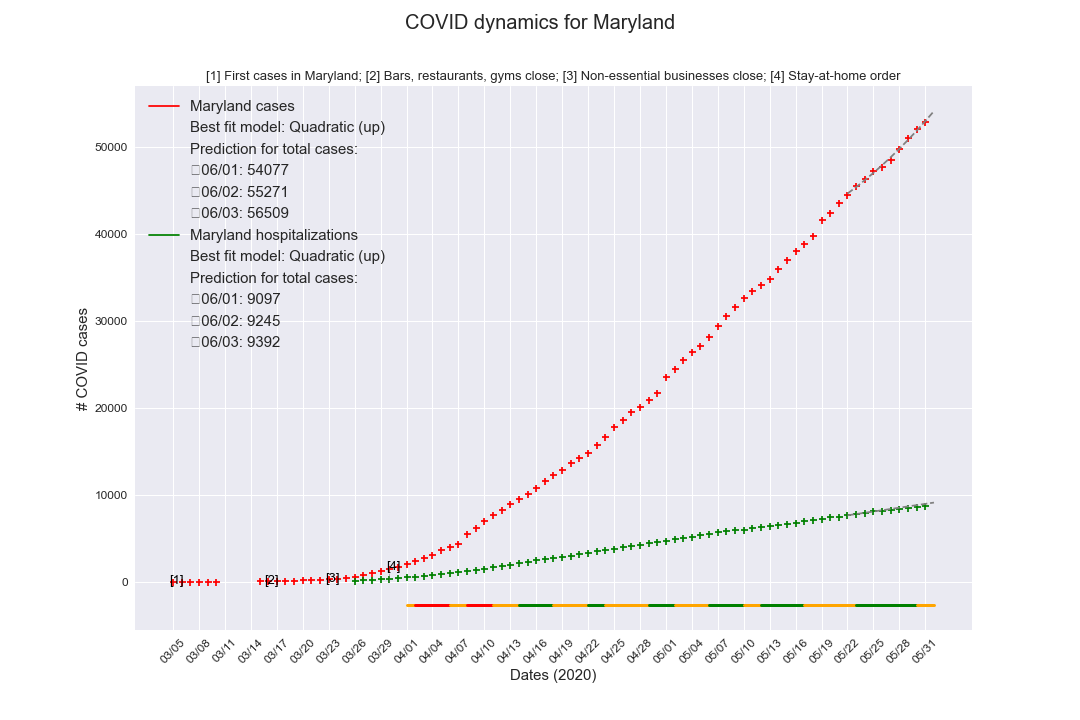 COVID dynamics for Maryland
[1] First cases in Maryland; [2] Bars, restaurants, gyms close; [3] Non-essential businesses close; [4] Stay-at-home order
Maryland cases
Best fit model: Quadratic (up)
Prediction for total cases:
06/01: 54077
06/02: 55271
06/03: 56509
Maryland hospitalizations
Best fit model: Quadratic (up)
Prediction for total cases:
06/01: 9097
06/02: 9245
06/03: 9392
# COVID cases
50000
40000
30000
20000
10000
0
[1]
[2]
[3]
[4]
03/05 03/08 03/11 03/14 03/17 03/20 03/23 03/26 03/29 04/01 04/04 04/07 04/10 04/13 04/16 04/19 04/22 04/25 04/28 05/01 05/04 05/07 05/10 05/13 05/16 05/19 05/22 05/25 05/28 05/31
Dates (2020)